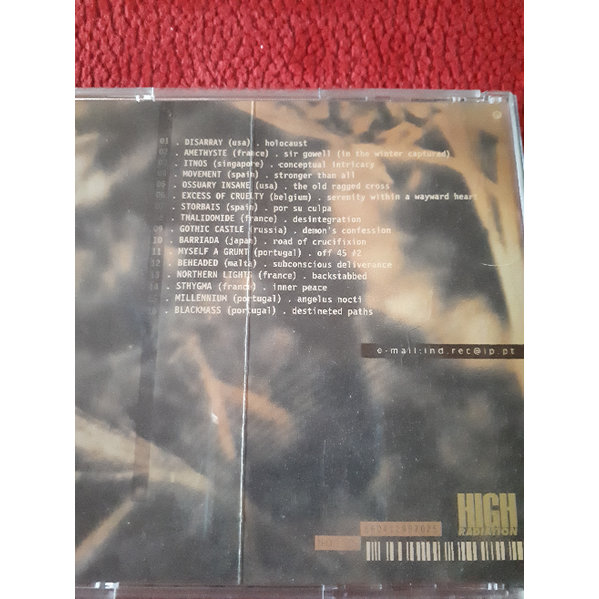 01 . DISARRAY (usa) . holocaust
02 . AMETHYSTE (france) . sir gowell (in the winter captured)
03 . ITNOS (singapore) . conceptual intricacy
04 . MOVEMENT (spain) . stronger than all
05 . OSSUARY INSANE (usa) . the old ragged cross
06 . EXCESS OF CRUELTY (belgium) . serenity within a wayward heart
. STORBAIS (spain) . por su culpa
. THALIDOMIDE (france) . desintegration
09 . GOTHIC CASTLE (russia) . demon's confession
10 . BARRIADA (japan) . road of crucifixion
11 . MYSELF A GRUNT (portugal) . off 45 #2
12 . BEHEADED (malta) . subconscious deliverance
13 . NORTHERN LIGHTS (france) . backstabbed
14 . STHYGMA (france) . inner peace
15 . MILLENNIUM (portugal) . angelus nocti
16 . BLACKMASS (portugal) . destineted paths
e-mail:ind.rec@ip.pt
HIGH
RADIATION